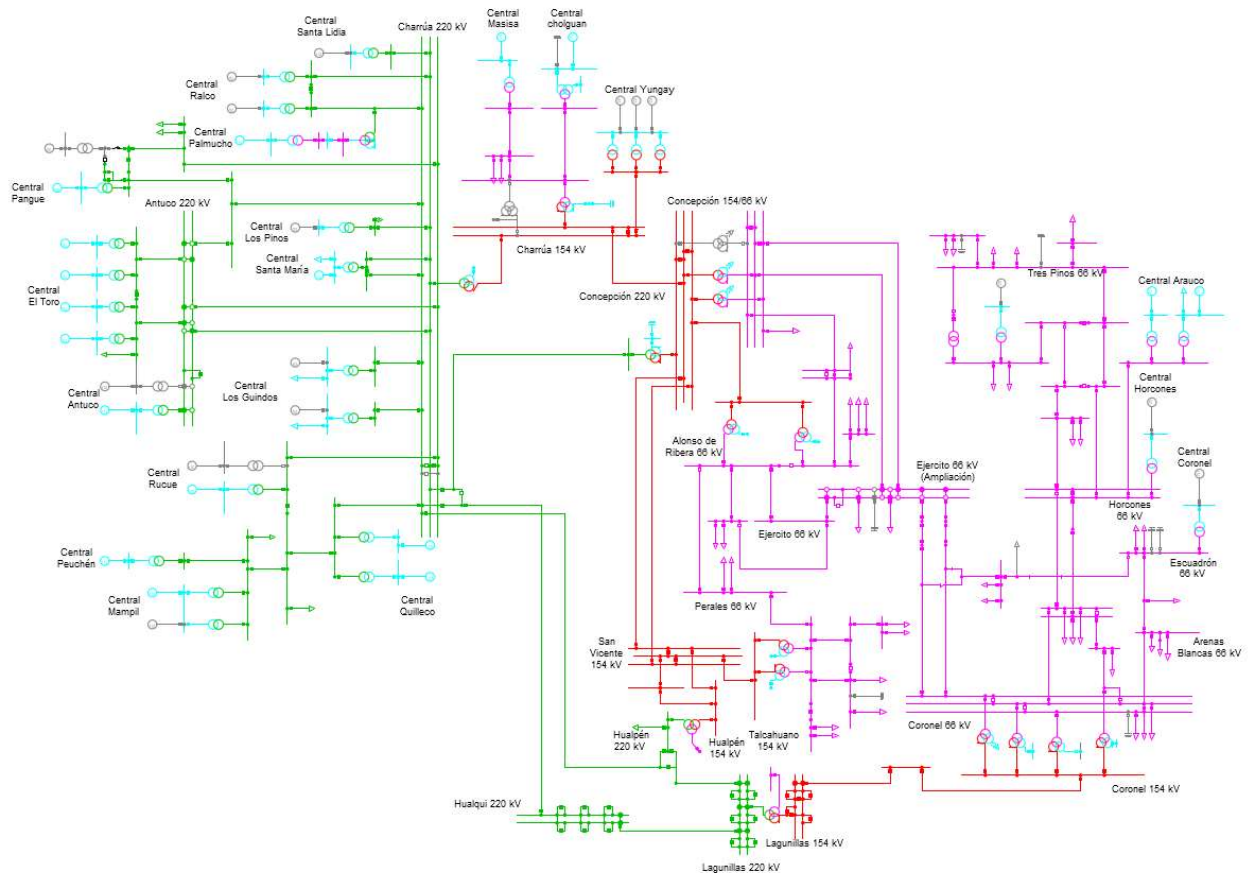 Central
Santa Lidia
Charrúa 220 kV
Central
Masisa
Central
cholguan
Central
Ralco
Central Yungay
Central
Palmucho
Central
Pangue
Antuco 220 kV
Central
Los Pinos
Central
Santa María
Charrúa 154 kV
Concepción 154/66 kV
Concepción 220 kV
Tres Pinos 66 kV
Central Arauco
Central
El Toro
Central
Antuco
Central
Los Guindos
Central
Horcones
Central
Rucue
Alonso de
Ribera 66 kV
Ejercito 66 kV
(Ampliación)
Central
Coronel
Horcones
66 kV
Ejercito 66 kV
Escuadrón
66 kV
Central
Peuchén
Central
Mampil
Central
Quilleco
Perales 66 kV
San
Vicente
154 kV
Arenas
Blancas 66 kV
Hualpén
220 kV
Hualpén
154 kV
Talcahuano
154 kV
Coronel 66 kV
Coronel 154 kV
Hualqui 220 kV
Lagunillas 154 kV
Lagunillas 220 kV